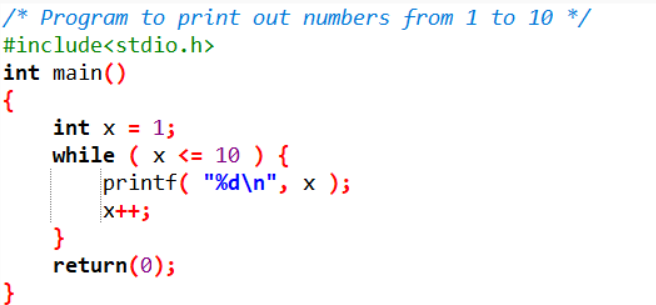 /* Program to print out numbers from 1 to 10 */
#include<stdio.h>
int main()
{
    int x = 1;
    while ( x <= 10 ) {
        printf( "%d\n", x );
        x++;
    }
    return(0);
}